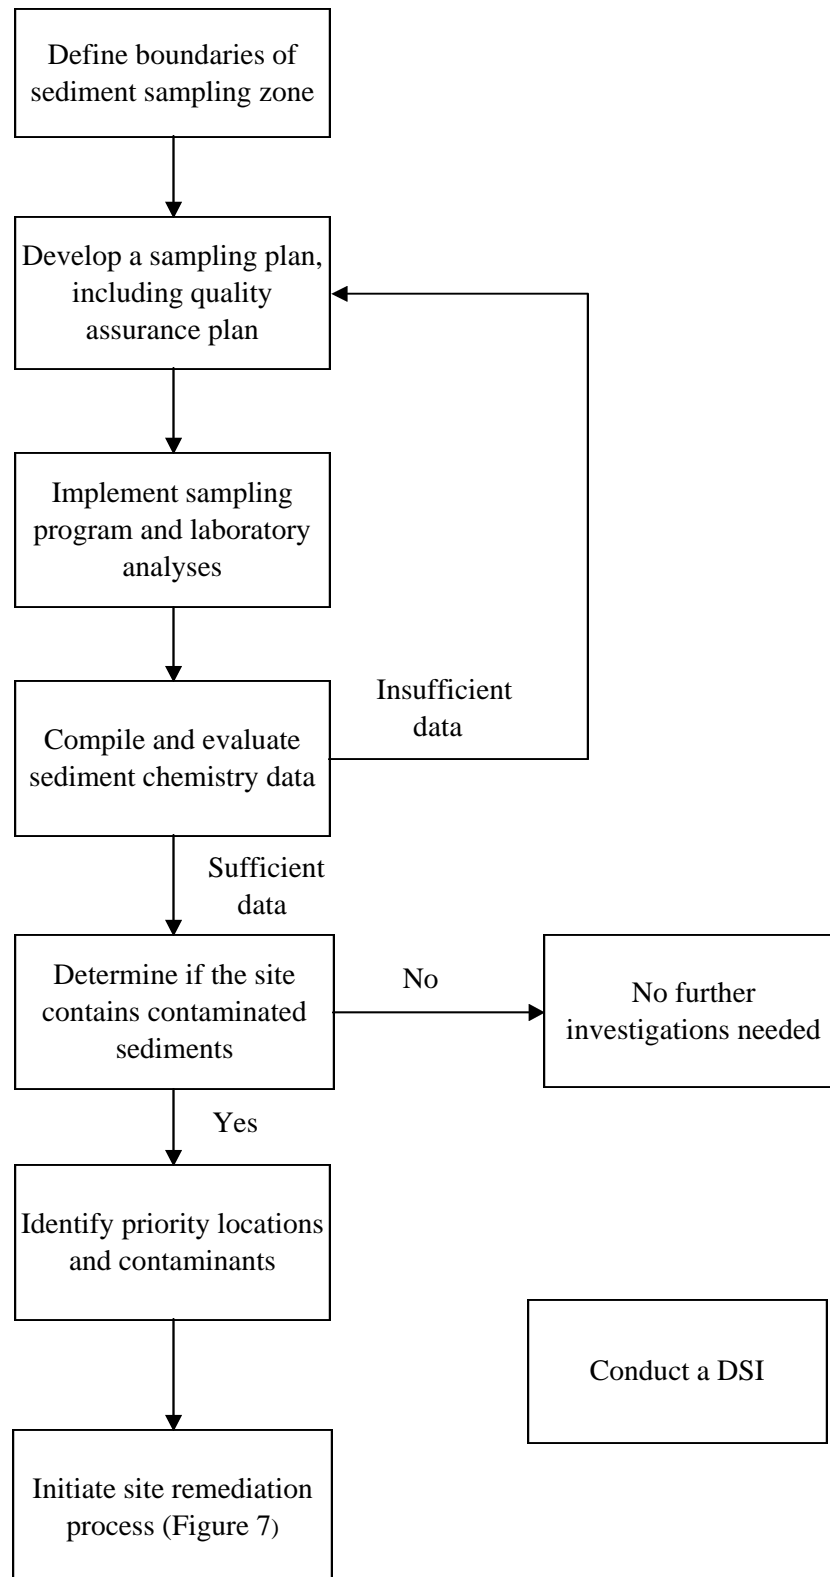 Define boundaries of
sediment sampling zone
Develop a sampling plan,
including quality
assurance plan
Implement sampling
program and laboratory
analyses
Insufficient
data
Compile and evaluate
sediment chemistry data
Sufficient
data
Determine if the site
contains contaminated
sediments
No
No further
investigations needed
Yes
Identify priority locations
and contaminants
Conduct a DSI
Initiate site remediation
process (Figure 7)